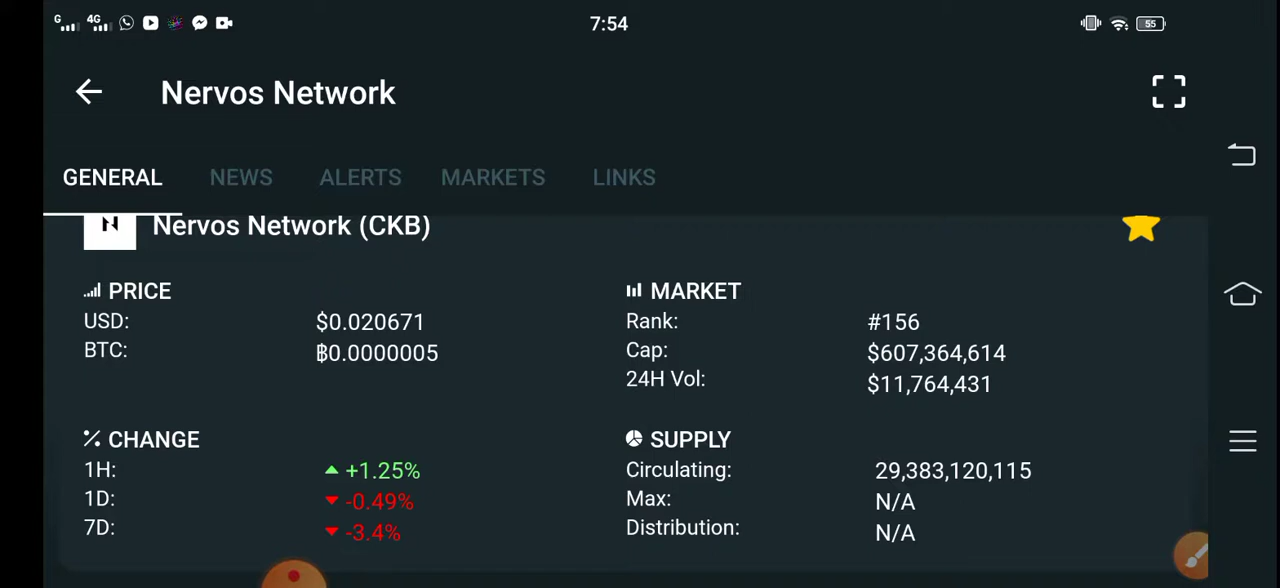 G 4G 7:54 55
Nervos Network
GENERAL NEWS ALERTS MARKETS LINKS
Nervos Network (CKB)
PRICE
USD: $0.020671
BTC: ฿0.0000005
MARKET
Rank: #156
Cap: $607,364,614
24H Vol: $11,764,431
CHANGE
1H: +1.25%
1D: -0.49%
7D: -3.4%
SUPPLY
Circulating: 29,383,120,115
Max: N/A
Distribution: N/A